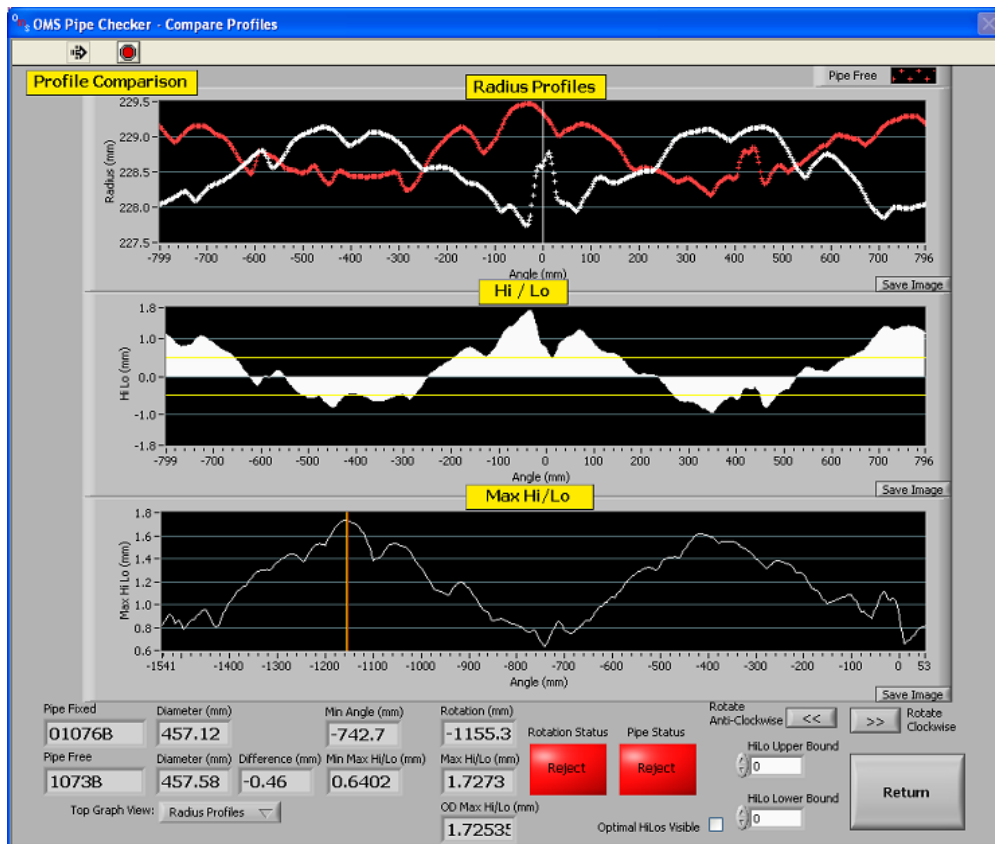 OMS Pipe Checker - Compare Profiles
Profile Comparison
Radius Profiles
Pipe Free
229.5
229.0
228.5
228.0
227.5
Radius (mm)
-799 -700 -600 -500 -400 -300 -200 -100 0 100 200 300 400 500 600 700 796
Angle (mm)
Save Image
Hi / Lo
1.8
1.0
0.0
-1.0
-1.8
Hi Lo (mm)
-799 -700 -600 -500 -400 -300 -200 -100 0 100 200 300 400 500 600 700 796
Angle (mm)
Save Image
Max Hi/Lo
1.8
1.6
1.4
1.2
1.0
0.8
0.6
Max Hi Lo (mm)
-1541 -1400 -1300 -1200 -1100 -1000 -900 -800 -700 -600 -500 -400 -300 -200 -100 0 53
Angle (mm)
Save Image
Pipe Fixed
01076B
Diameter (mm)
457.12
Min Angle (mm)
-742.7
Rotation (mm)
-1155.3
Rotation Status
Reject
Pipe Status
Reject
Rotate
Anti-Clockwise
<<
>>
Rotate
Clockwise
Pipe Free
1073B
Diameter (mm)
457.58
Difference (mm)
-0.46
Min Max Hi/Lo (mm)
0.6402
Max Hi/Lo (mm)
1.7273
HiLo Upper Bound
0
Return
Top Graph View:
Radius Profiles
OD Max Hi/Lo (mm)
1.7253
Optimal HiLos Visible
HiLo Lower Bound
0